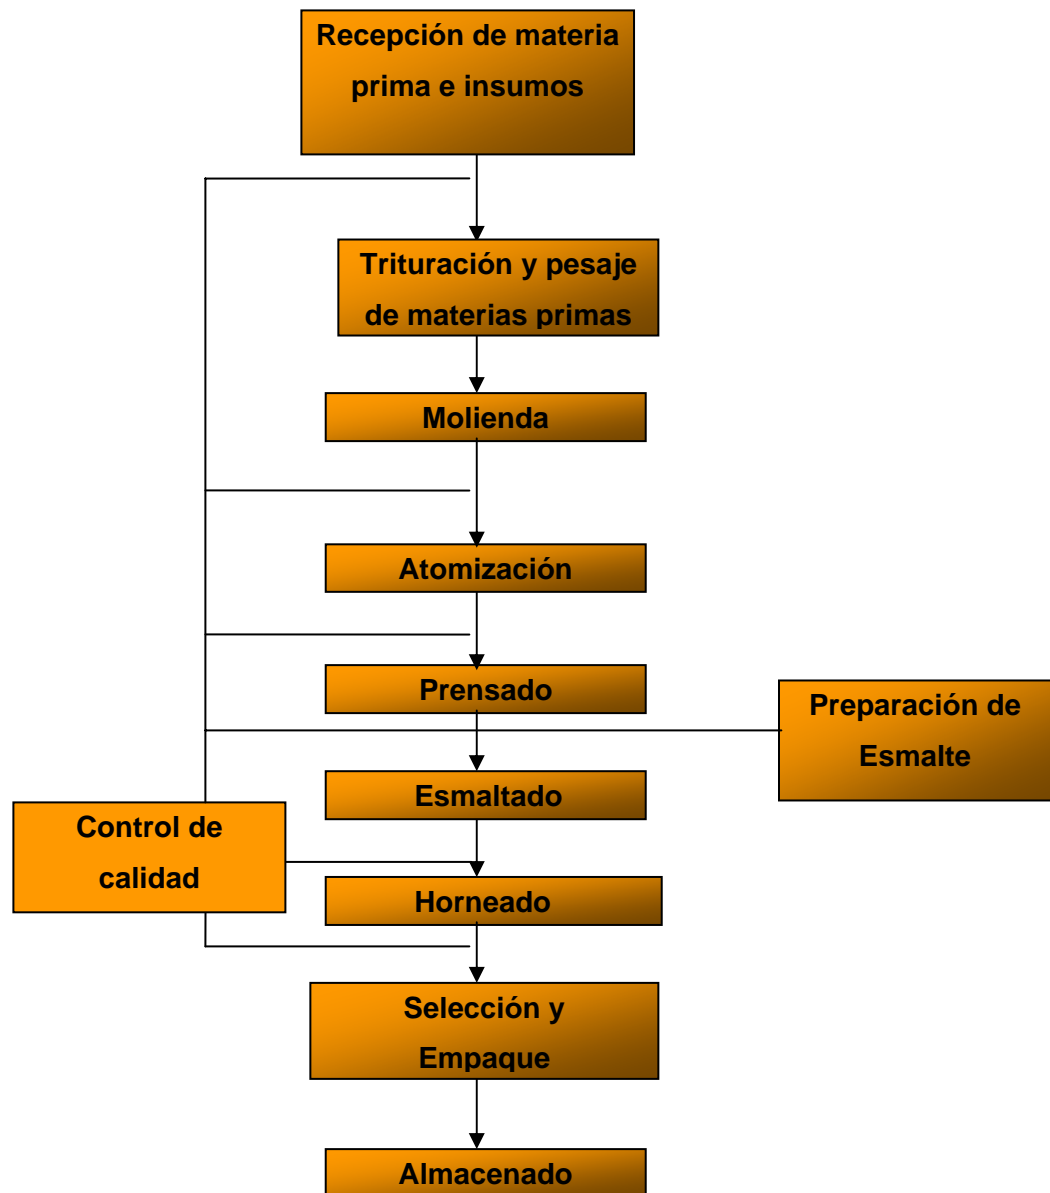 Recepción de materia
prima e insumos
Trituración y pesaje
de materias primas
Molienda
Atomización
Prensado
Preparación de
Esmalte
Esmaltado
Control de
calidad
Horneado
Selección y
Empaque
Almacenado